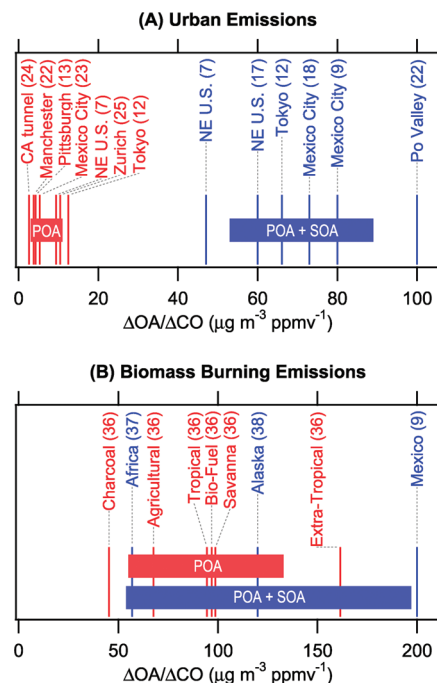 (A) Urban Emissions
CA tunnel (24)
Manchester (22)
Pittsburgh (13)
Mexico City (23)
NE U.S. (7)
Zurich (25)
Tokyo (12)
NE U.S. (7)
NE U.S. (17)
Tokyo (12)
Mexico City (18)
Mexico City (9)
Po Valley (22)
POA
POA + SOA
0 20 40 60 80 100
ΔOA/ΔCO (µg m⁻³ ppmv⁻¹)
(B) Biomass Burning Emissions
Charcoal (36)
Africa (37)
Agricultural (36)
Tropical (36)
Bio-Fuel (36)
Savanna (36)
Alaska (38)
Extra-Tropical (36)
Mexico (9)
POA
POA + SOA
0 50 100 150 200
ΔOA/ΔCO (µg m⁻³ ppmv⁻¹)